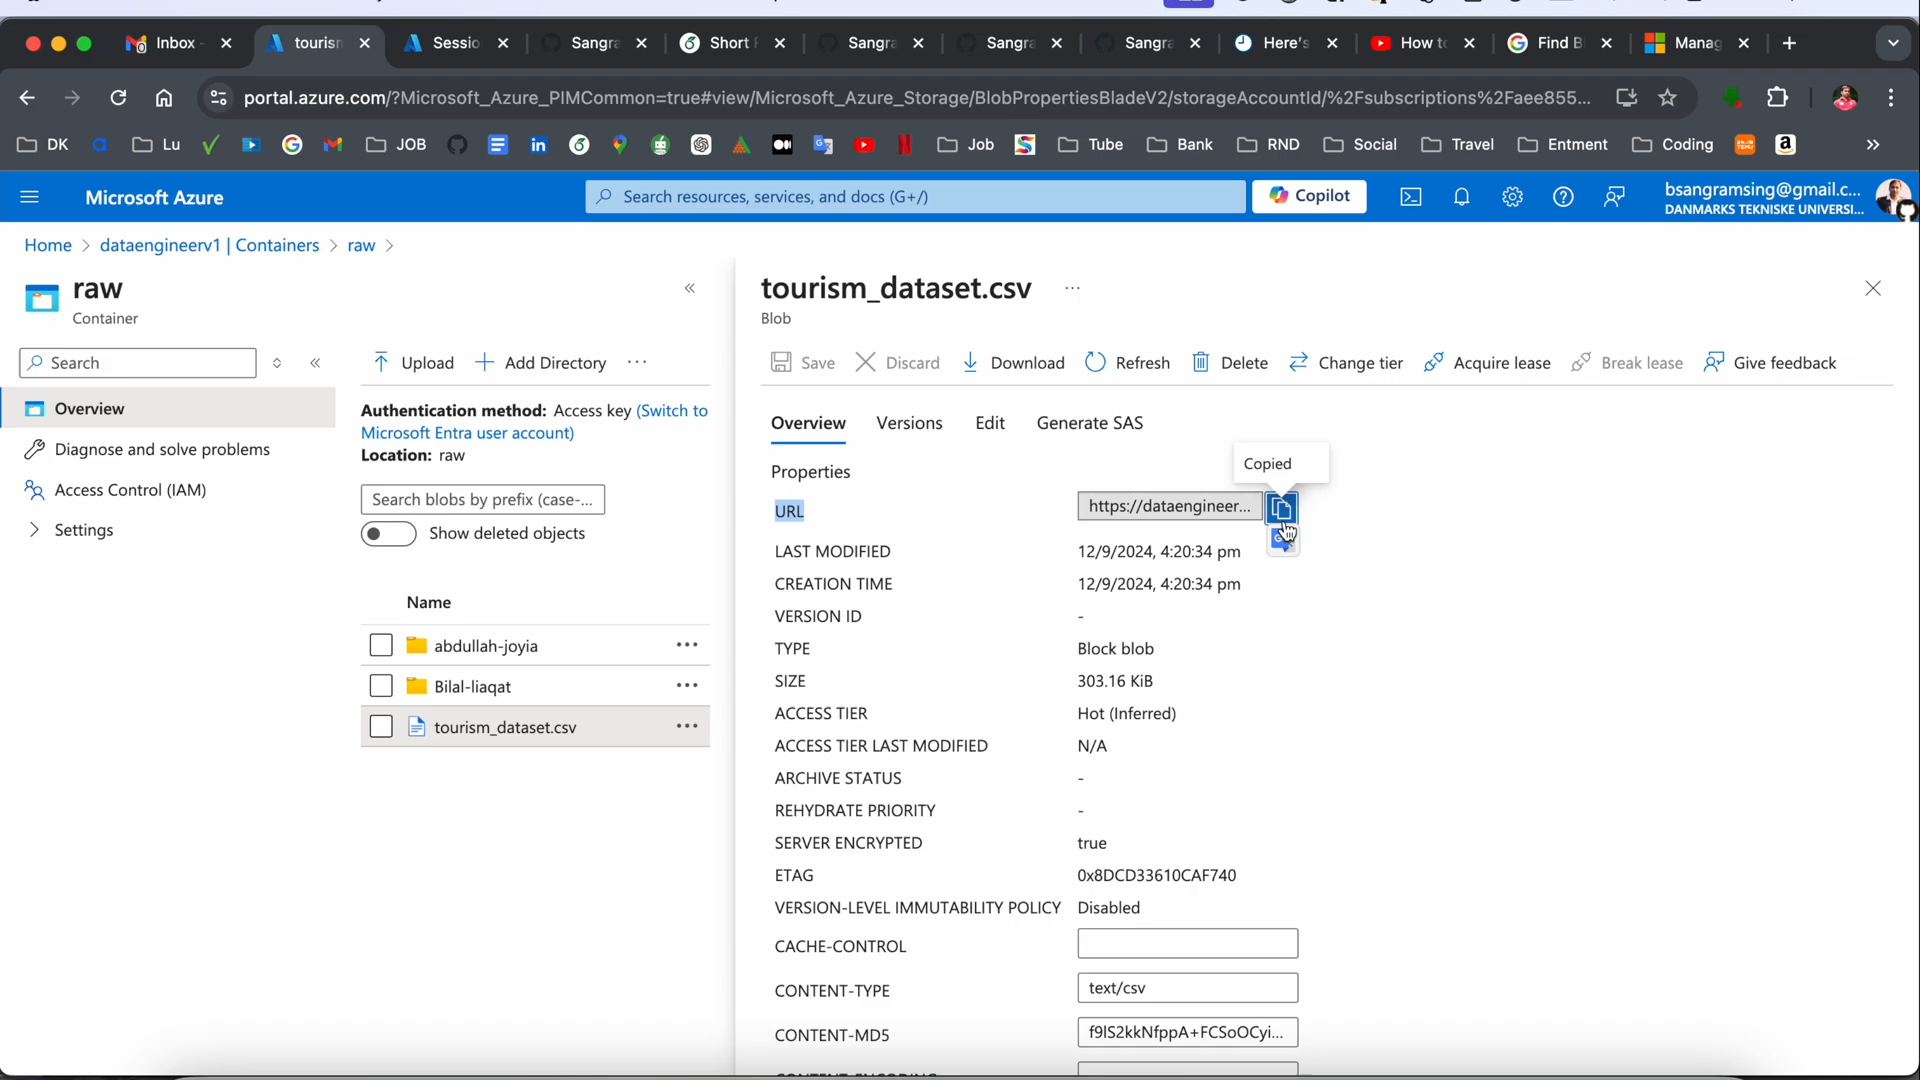 Inbox -
tourism
Sessio
Sangra
Short F
Sangra
Sangra
Sangra
Here's
How to
Find B
Manag
portal.azure.com/?Microsoft_Azure_PIMCommon=true#view/Microsoft_Azure_Storage/BlobPropertiesBladeV2/storageAccountId/%2Fsubscriptions%2Faee855...
DK
Lu
JOB
Job
Tube
Bank
RND
Social
Travel
Entment
Coding
Microsoft Azure
Search resources, services, and docs (G+/)
Copilot
bsangramsing@gmail.c...
DANMARKS TEKNISKE UNIVERSI...
Home > dataengineerv1 | Containers > raw >
raw
Container
Search
Overview
Diagnose and solve problems
Access Control (IAM)
Settings
Upload
Add Directory
...
Authentication method: Access key (Switch to
Microsoft Entra user account)
Location: raw
Search blobs by prefix (case-...
Show deleted objects
Name
abdullah-joyia
...
Bilal-liaqat
...
tourism_dataset.csv
...
tourism_dataset.csv ...
Blob
Save
Discard
Download
Refresh
Delete
Change tier
Acquire lease
Break lease
Give feedback
Overview
Versions
Edit
Generate SAS
Copied
Properties
URL https://dataengineer...
LAST MODIFIED 12/9/2024, 4:20:34 pm
CREATION TIME 12/9/2024, 4:20:34 pm
VERSION ID -
TYPE Block blob
SIZE 303.16 KiB
ACCESS TIER Hot (Inferred)
ACCESS TIER LAST MODIFIED N/A
ARCHIVE STATUS -
REHYDRATE PRIORITY -
SERVER ENCRYPTED true
ETAG 0x8DCD33610CAF740
VERSION-LEVEL IMMUTABILITY POLICY Disabled
CACHE-CONTROL
CONTENT-TYPE text/csv
CONTENT-MD5 f9IS2kkNfppA+FCSoOCyi...